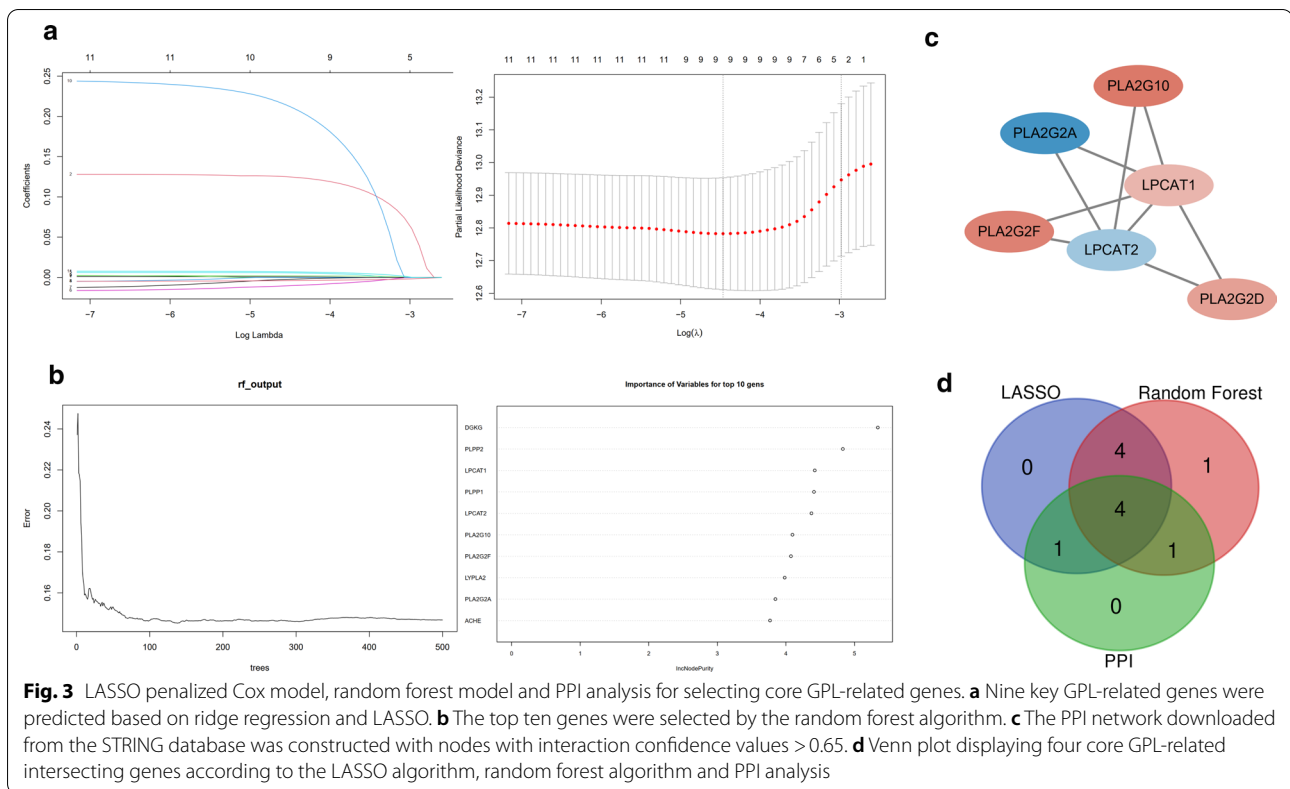 a
11 11 10 9 5
0.25
0.20
0.15
0.10
0.05
0.00
Coefficients
10
2
−7 −6 −5 −4 −3
Log Lambda
11 11 11 11 11 11 11 9 9 9 9 9 9 7 6 5 2 1
13.2
13.1
13.0
12.9
12.8
12.7
12.6
Partial Likelihood Deviance
−7 −6 −5 −4 −3
Log(λ)
c
PLA2G10
PLA2G2A
LPCAT1
PLA2G2F
LPCAT2
PLA2G2D
b
rf_output
0.24
0.22
0.20
0.18
0.16
Error
0 100 200 300 400 500
trees
Importance of Variables for top 10 gens
DGKG
PLPP2
LPCAT1
PLPP1
LPCAT2
PLA2G10
PLA2G2F
LYPLA2
PLA2G2A
ACHE
0 1 2 3 4 5
IncNodePurity
d
LASSO Random Forest
0 4 1
4
1 1
0
PPI
Fig. 3 LASSO penalized Cox model, random forest model and PPI analysis for selecting core GPL-related genes. a Nine key GPL-related genes were
predicted based on ridge regression and LASSO. b The top ten genes were selected by the random forest algorithm. c The PPI network downloaded
from the STRING database was constructed with nodes with interaction confidence values > 0.65. d Venn plot displaying four core GPL-related
intersecting genes according to the LASSO algorithm, random forest algorithm and PPI analysis